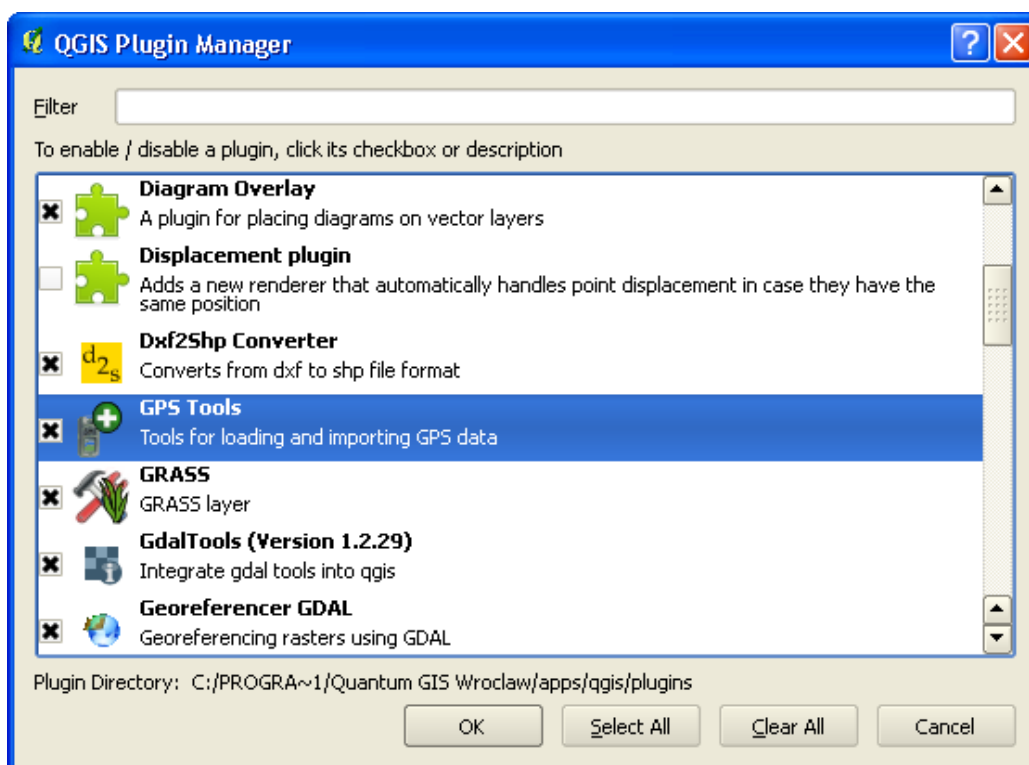 QGIS Plugin Manager
Filter
To enable / disable a plugin, click its checkbox or description
Diagram Overlay
A plugin for placing diagrams on vector layers
Displacement plugin
Adds a new renderer that automatically handles point displacement in case they have the
same position
d2s
Dxf2Shp Converter
Converts from dxf to shp file format
GPS Tools
Tools for loading and importing GPS data
GRASS
GRASS layer
GdalTools (Version 1.2.29)
Integrate gdal tools into qgis
Georeferencer GDAL
Georeferencing rasters using GDAL
Plugin Directory: C:/PROGRA~1/Quantum GIS Wroclaw/apps/qgis/plugins
OK
Select All
Clear All
Cancel